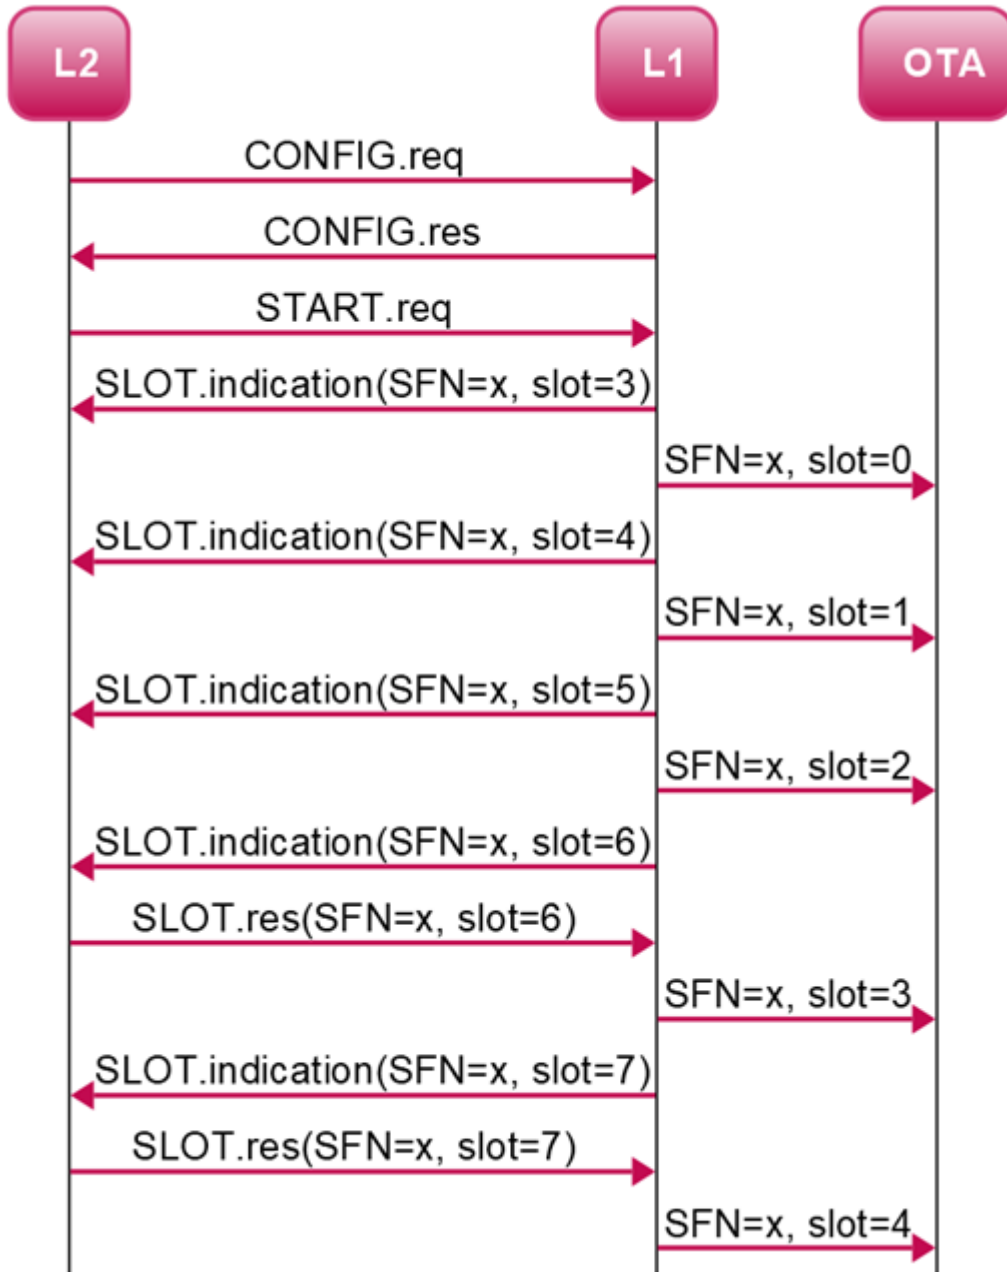 L2
L1
OTA
CONFIG.req
CONFIG.res
START.req
SLOT.indication(SFN=x, slot=3)
SFN=x, slot=0
SLOT.indication(SFN=x, slot=4)
SFN=x, slot=1
SLOT.indication(SFN=x, slot=5)
SFN=x, slot=2
SLOT.indication(SFN=x, slot=6)
SLOT.res(SFN=x, slot=6)
SFN=x, slot=3
SLOT.indication(SFN=x, slot=7)
SLOT.res(SFN=x, slot=7)
SFN=x, slot=4